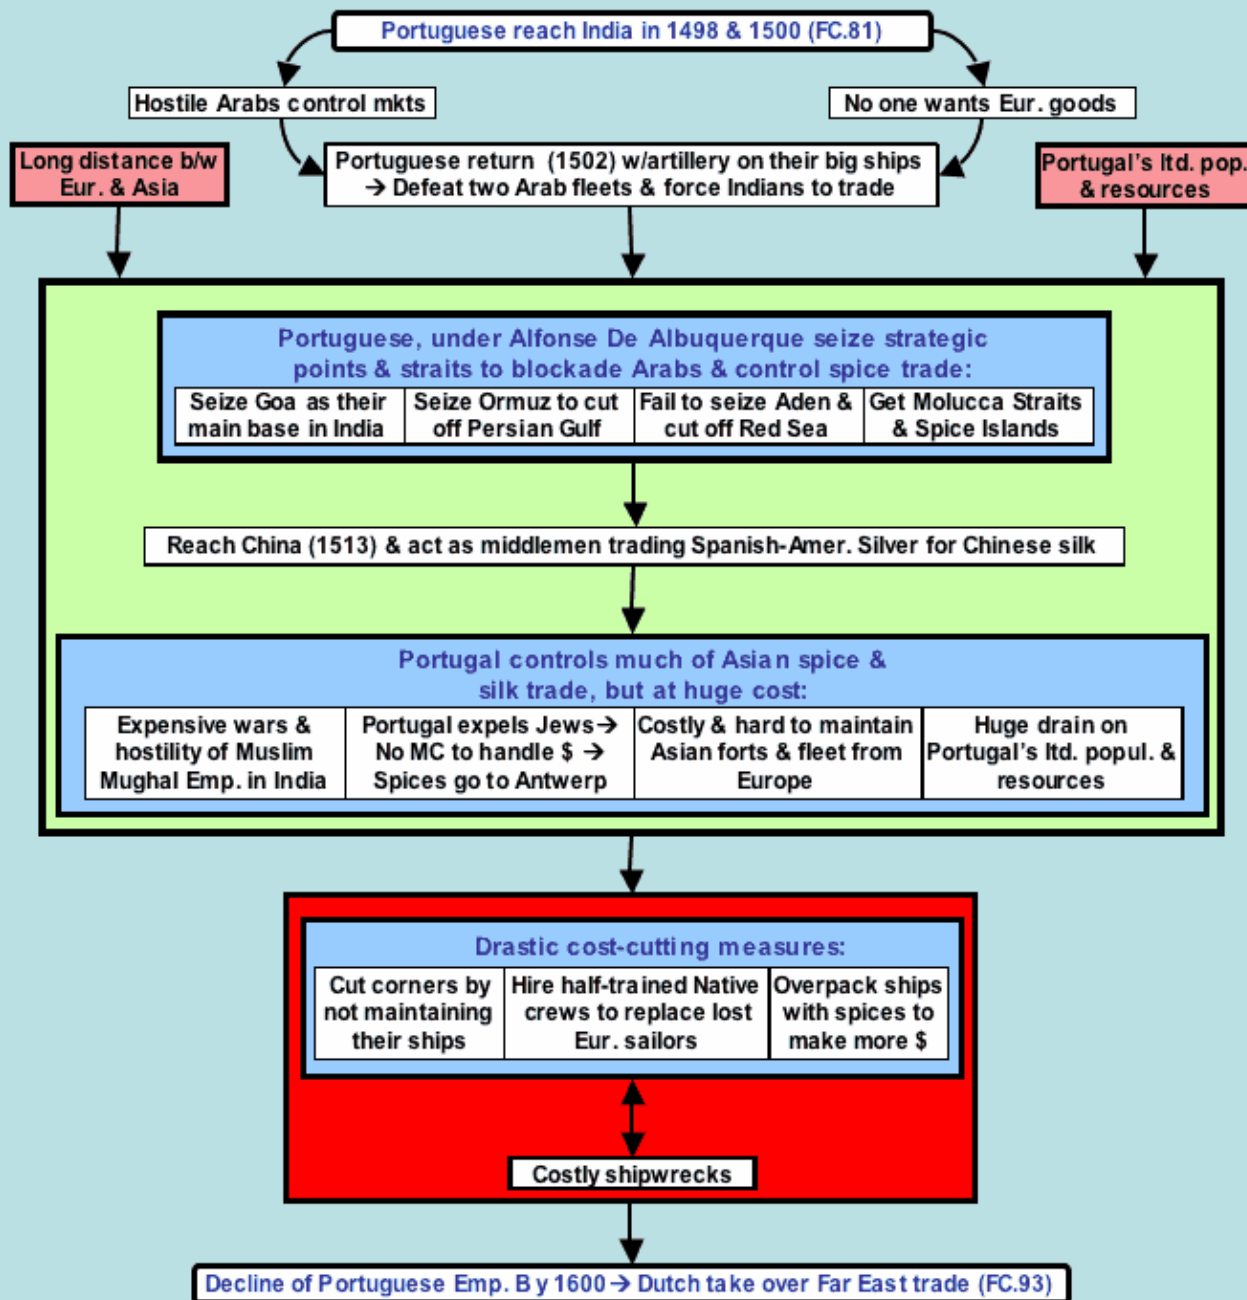 Portuguese reach India in 1498 & 1500 (FC.81)
Hostile Arabs control mkts
No one wants Eur. goods
Long distance b/w
Eur. & Asia
Portuguese return (1502) w/artillery on their big ships
→ Defeat two Arab fleets & force Indians to trade
Portugal's ltd. pop.
& resources
Portuguese, under Alfonse De Albuquerque seize strategic
points & straits to blockade Arabs & control spice trade:
Seize Goa as their
main base in India
Seize Ormuz to cut
off Persian Gulf
Fail to seize Aden &
cut off Red Sea
Get Molucca Straits
& Spice Islands
Reach China (1513) & act as middlemen trading Spanish-Amer. Silver for Chinese silk
Portugal controls much of Asian spice &
silk trade, but at huge cost:
Expensive wars &
hostility of Muslim
Mughal Emp. in India
Portugal expels Jews→
No MC to handle $ →
Spices go to Antwerp
Costly & hard to maintain
Asian forts & fleet from
Europe
Huge drain on
Portugal's ltd. popul. &
resources
Drastic cost-cutting measures:
Cut corners by
not maintaining
their ships
Hire half-trained Native
crews to replace lost
Eur. sailors
Overpack ships
with spices to
make more $
Costly shipwrecks
Decline of Portuguese Emp. B y 1600 → Dutch take over Far East trade (FC.93)